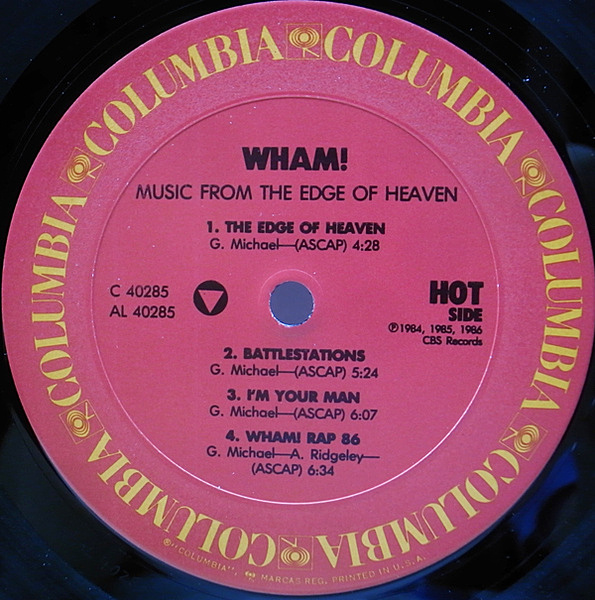 COLUMBIA COLUMBIA COLUMBIA COLUMBIA COLUMBIA COLUMBIA COLUMBIA COLUMBIA
WHAM!
MUSIC FROM THE EDGE OF HEAVEN
1. THE EDGE OF HEAVEN
G. Michael—(ASCAP) 4:28
C 40285
AL 40285
HOT
SIDE
℗1984, 1985, 1986
CBS Records
2. BATTLESTATIONS
G. Michael—(ASCAP) 5:24
3. I'M YOUR MAN
G. Michael—(ASCAP) 6:07
4. WHAM! RAP 86
G. Michael—A. Ridgeley—
(ASCAP) 6:34
®"COLUMBIA", MARCAS REG. PRINTED IN U.S.A.